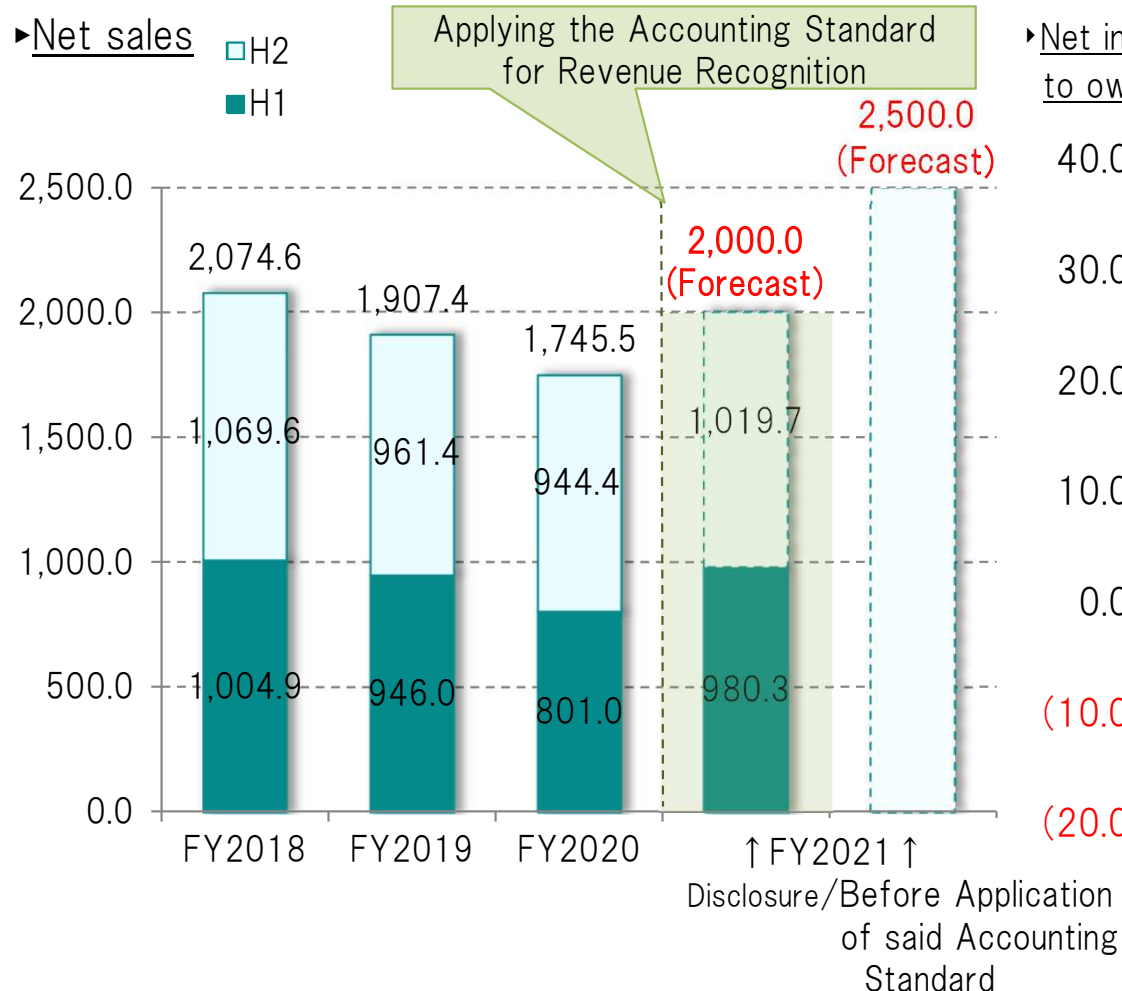 ▸Net sales
□H2
■H1
Applying the Accounting Standard
for Revenue Recognition
▸Net in
to ow
2,500.0
(Forecast)
2,000.0
(Forecast)
2,500.0
2,000.0
1,500.0
1,000.0
500.0
0.0
2,074.6
1,907.4
1,745.5
1,069.6
961.4
944.4
1,019.7
1,004.9
946.0
801.0
980.3
40.0
30.0
20.0
10.0
0.0
(10.0
(20.0
FY2018
FY2019
FY2020
↑FY2021↑
Disclosure/Before Application
of said Accounting
Standard